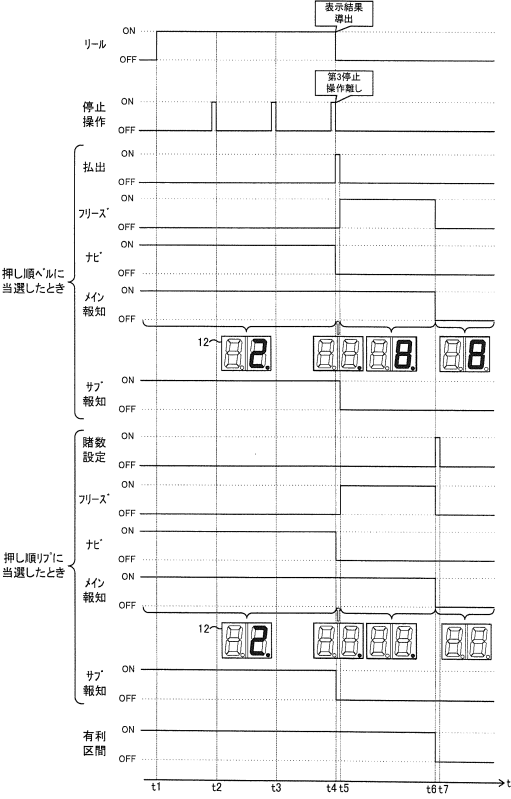 表示結果
導出
リール
ON
OFF
第3停止
操作離し
停止
操作
ON
OFF
押し順ベルに
当選したとき
払出
ON
OFF
フリーズ
ON
OFF
ナビ
ON
OFF
メイン
報知
ON
OFF
12
2
8
8
サブ
報知
ON
OFF
押し順リプに
当選したとき
賭数
設定
ON
OFF
フリーズ
ON
OFF
ナビ
ON
OFF
メイン
報知
ON
OFF
12
2
サブ
報知
ON
OFF
有利
区間
ON
OFF
t1 t2 t3 t4 t5 t6 t7 t